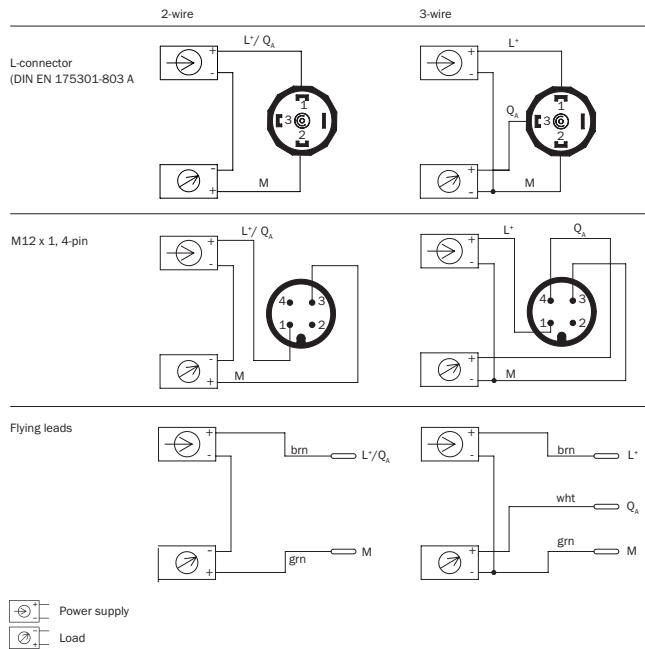 2-wire 3-wire
L-connector
(DIN EN 175301-803 A
+ L⁺/ Q_A
-
1
3
2
-
+ M
+ L⁺
-
Q_A
1
3
2
+
- M
M12 x 1, 4-pin
+ L⁺/ Q_A
-
4 3
1 2
-
+ M
+ L⁺ Q_A
-
4 3
1 2
+
- M
Flying leads
+
-
brn L⁺/Q_A
-
+
grn M
+
-
brn L⁺
wht Q_A
+
-
grn M
+
- Power supply
-
+ Load